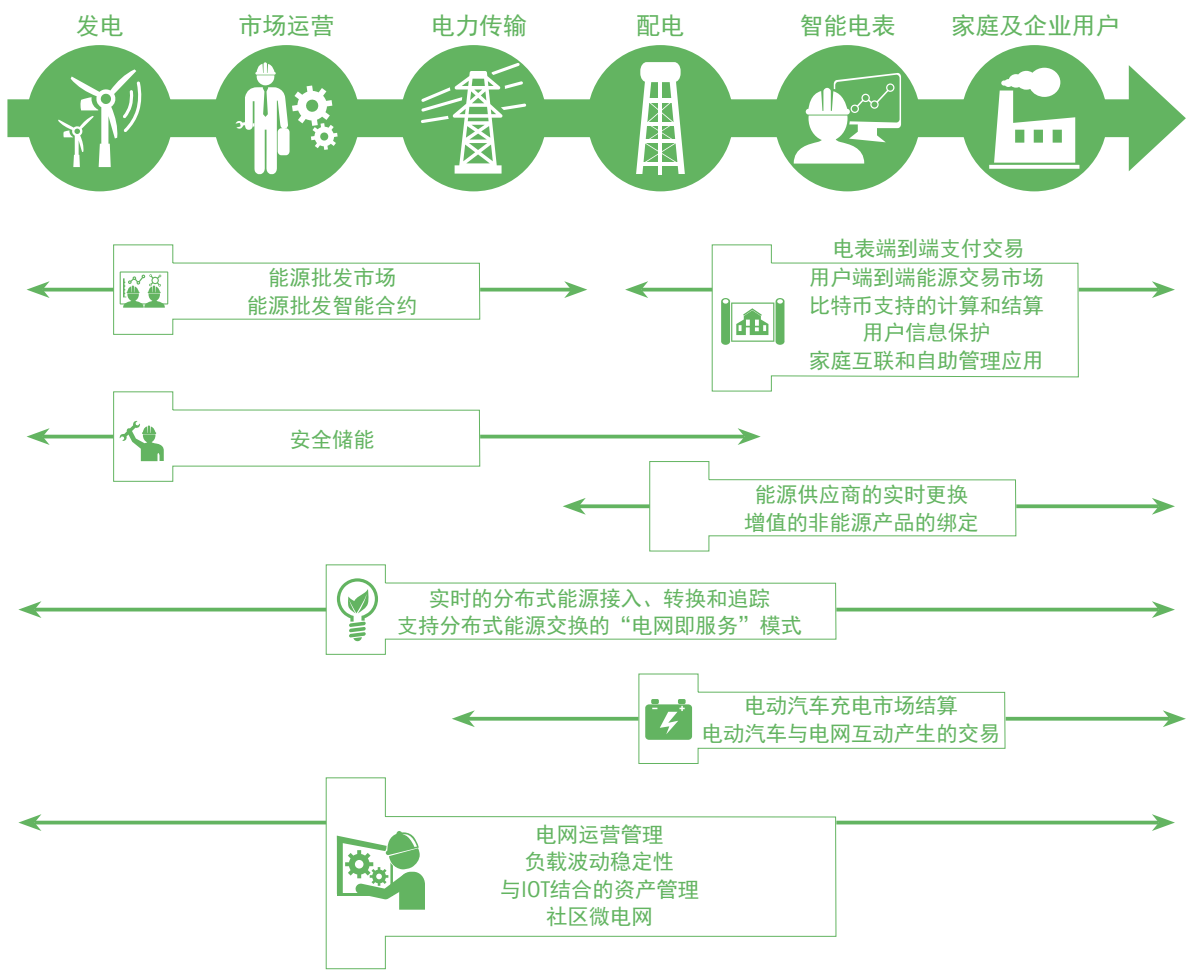 发电
市场运营
电力传输
配电
智能电表
家庭及企业用户
能源批发市场
能源批发智能合约
电表端到端支付交易
用户端到端能源交易市场
比特币支持的计算和结算
用户信息保护
家庭互联和自助管理应用
安全储能
能源供应商的实时更换
增值的非能源产品的绑定
实时的分布式能源接入、转换和追踪
支持分布式能源交换的“电网即服务”模式
电动汽车充电市场结算
电动汽车与电网互动产生的交易
电网运营管理
负载波动稳定性
与IOT结合的资产管理
社区微电网